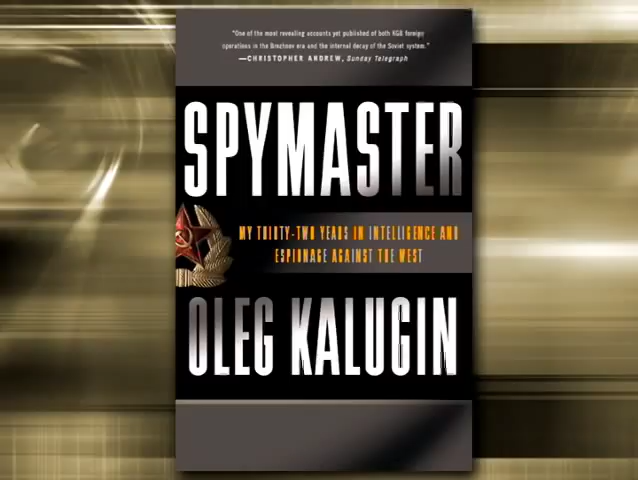 "One of the most revealing accounts yet published of both KGB foreign
operations in the Brezhnev era and the internal decay of the Soviet system."
—CHRISTOPHER ANDREW, Sunday Telegraph
SPYMASTER
MY THIRTY-TWO YEARS IN INTELLIGENCE AND
ESPIONAGE AGAINST THE WEST
OLEG KALUGIN